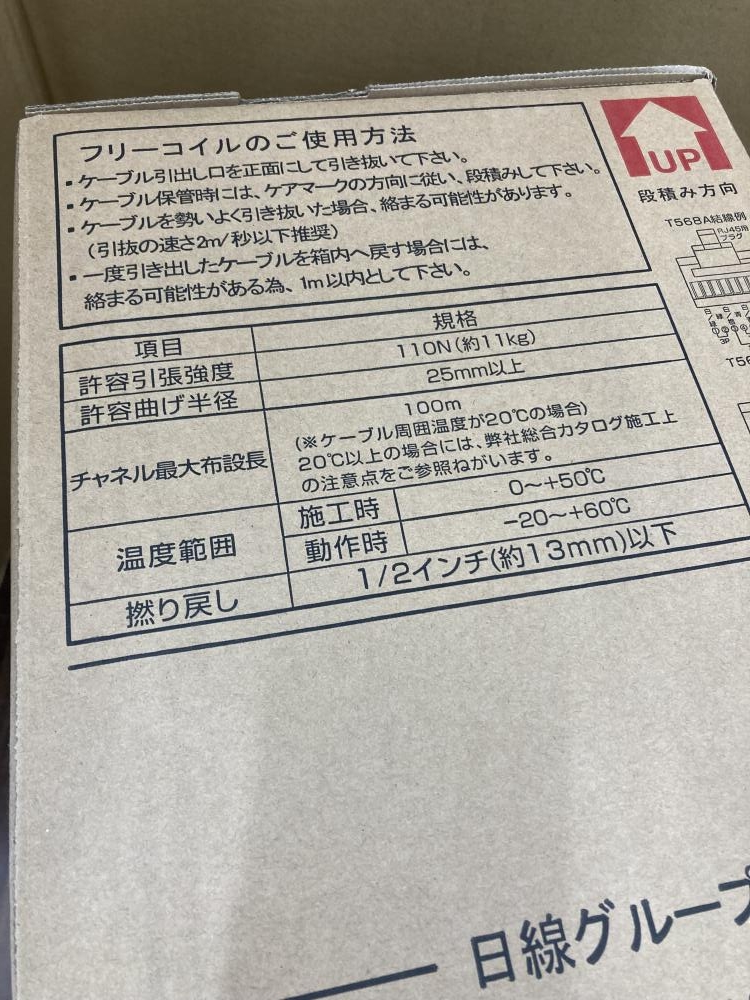 フリーコイルのご使用方法
▪ケーブル引出し口を正面にして引き抜いて下さい。
▪ケーブル保管時には、ケアマークの方向に従い、段積みして下さい。
▪ケーブルを勢いよく引き抜いた場合、絡まる可能性があります。
（引抜の速さ2m/秒以下推奨）
▪一度引き出したケーブルを箱内へ戻す場合には、
絡まる可能性がある為、1m以内として下さい。
UP
段積み方向
T568A結線例
RJ45用
プラグ
3P
項目 規格
許容引張強度 110N(約11kg)
許容曲げ半径 25mm以上
チャネル最大布設長 100m
(※ケーブル周囲温度が20℃の場合)
20℃以上の場合には、弊社総合カタログ施工上
の注意点をご参照ねがいます。
温度範囲 施工時 0～+50℃
動作時 -20～+60℃
撚り戻し 1/2インチ(約13mm)以下
日線グループ